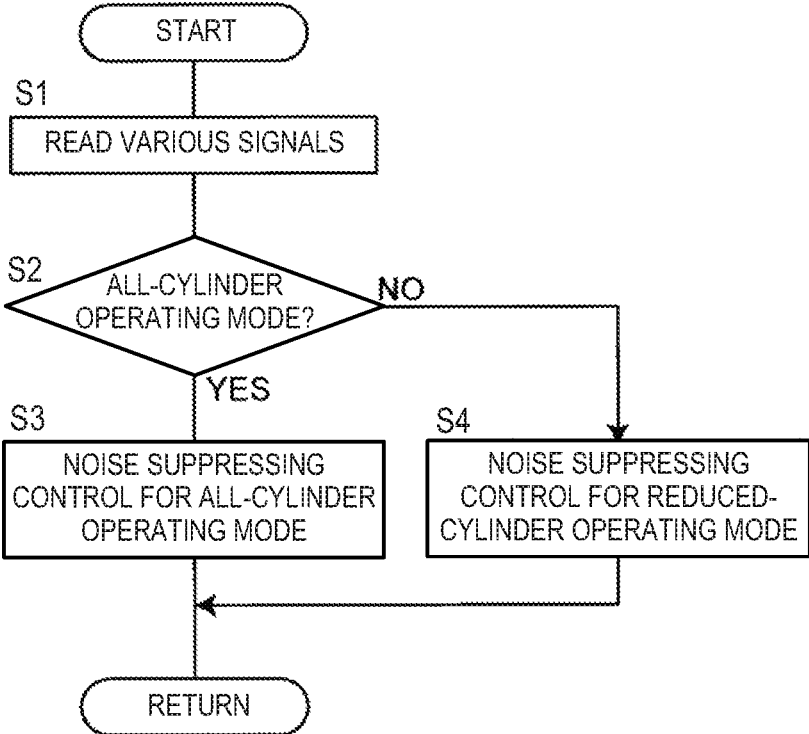 START
S1
READ VARIOUS SIGNALS
S2
ALL-CYLINDER
OPERATING MODE?
NO
YES
S3
NOISE SUPPRESSING
CONTROL FOR ALL-CYLINDER
OPERATING MODE
S4
NOISE SUPPRESSING
CONTROL FOR REDUCED-
CYLINDER OPERATING MODE
RETURN